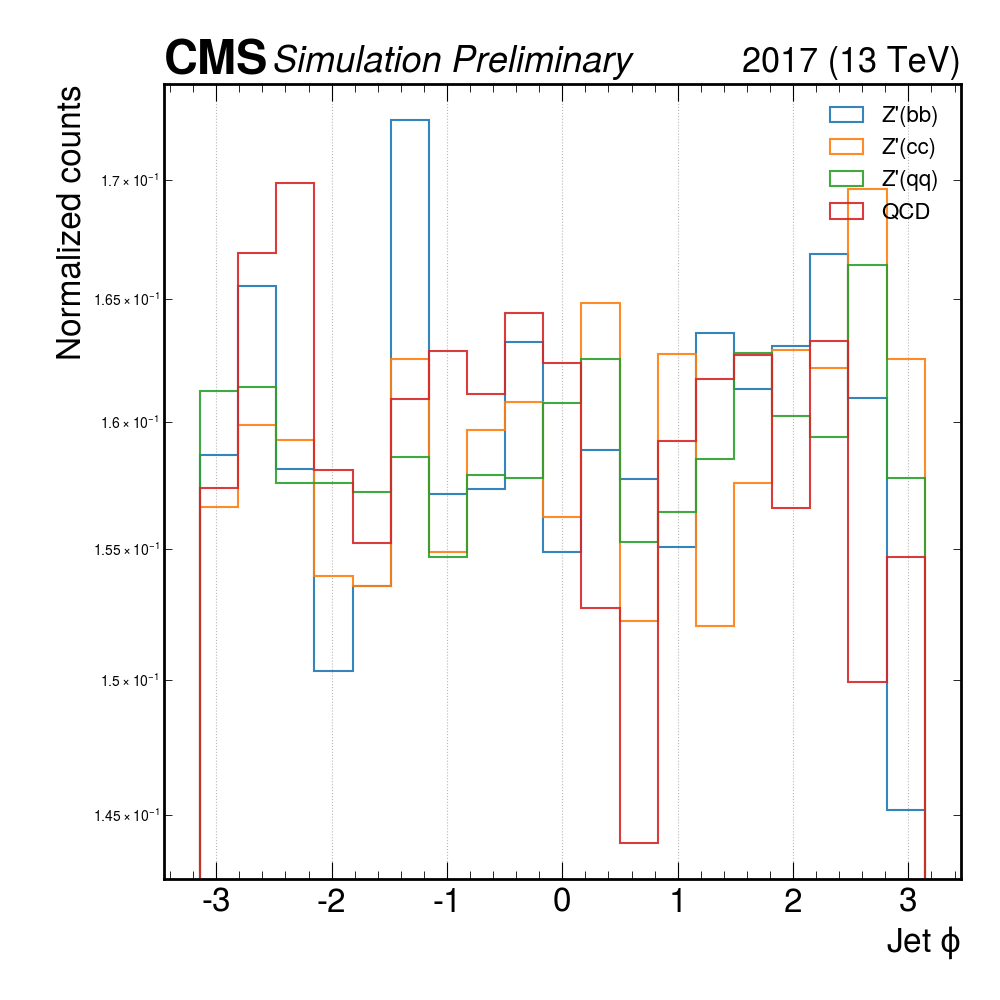 CMS Simulation Preliminary 2017 (13 TeV)
Normalized counts
Z'(bb)
Z'(cc)
Z'(qq)
QCD
1.7 × 10⁻¹
1.65 × 10⁻¹
1.6 × 10⁻¹
1.55 × 10⁻¹
1.5 × 10⁻¹
1.45 × 10⁻¹
-3 -2 -1 0 1 2 3
Jet ϕ